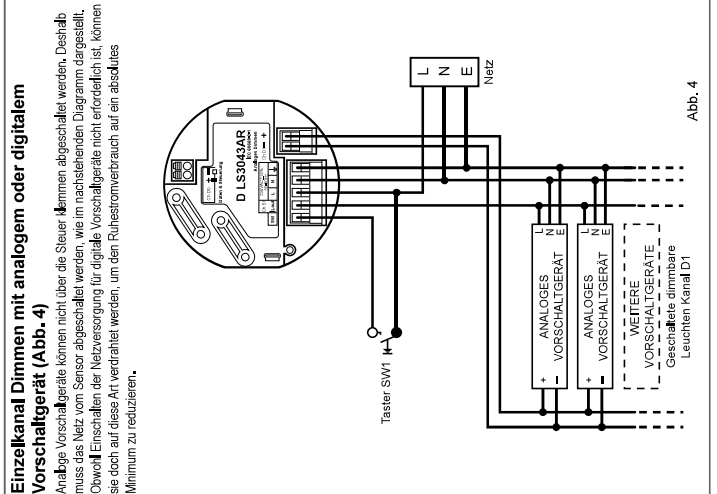 Einzelkanal Dimmen mit analogem oder digitalem
Vorschaltgerät (Abb. 4)
Analoge Vorschaltgeräte können nicht über die Steuer klemmen abgeschaltet werden. Deshalb
muss das Netz vom Sensor abgeschaltet werden, wie im nachstehenden Diagramm dargestellt.
Obwohl Einschalten der Netzversorgung für digitale Vorschaltgeräte nicht erforderlich ist, können
sie doch auf diese Art verdrahtet werden, um den Ruhestromverbrauch auf ein absolutes
Minimum zu reduzieren.
D LS3043AR
L
N
E
Netz
Taster SW1
+
−
ANALOGES
VORSCHALTGERÄT
L
N
E
+
−
ANALOGES
VORSCHALTGERÄT
L
N
E
WEITERE
VORSCHALTGERÄTE
Geschaltete dimmbare
Leuchten Kanal D1
Abb. 4